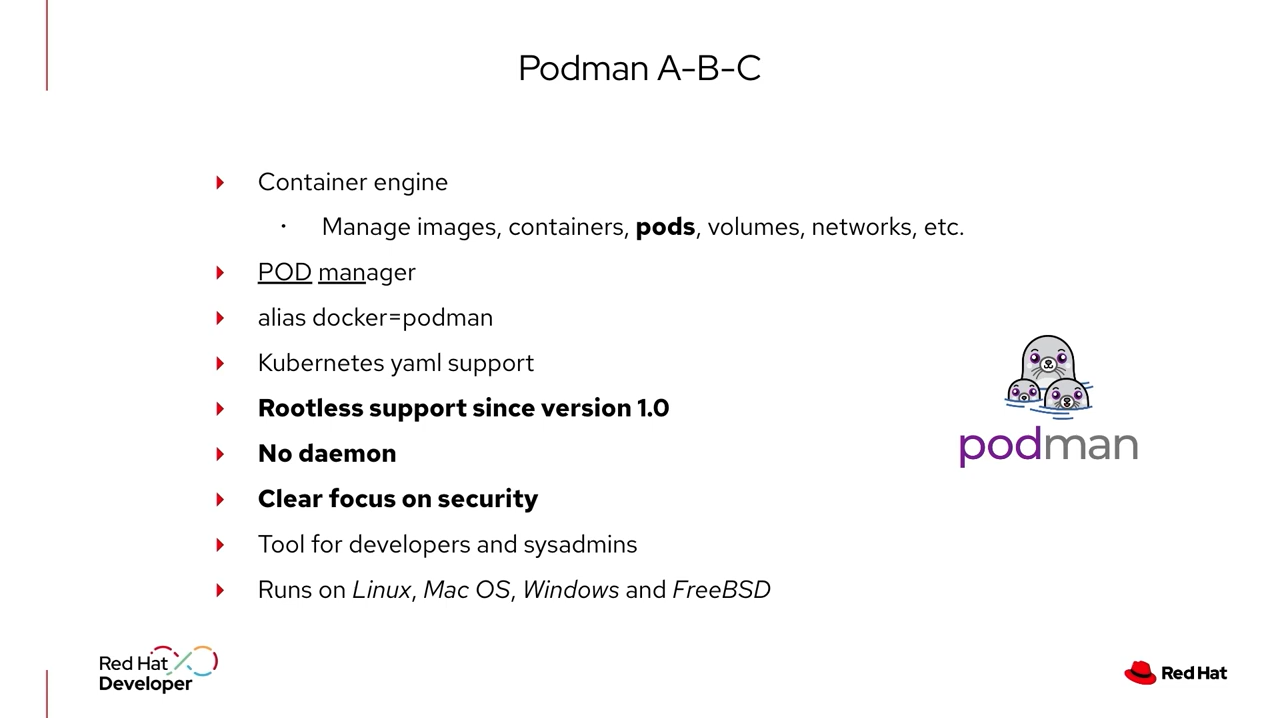 Podman A-B-C
Container engine
Manage images, containers, pods, volumes, networks, etc.
POD manager
alias docker=podman
Kubernetes yaml support
Rootless support since version 1.0
No daemon
Clear focus on security
Tool for developers and sysadmins
Runs on Linux, Mac OS, Windows and FreeBSD
podman
Red Hat
Developer
Red Hat